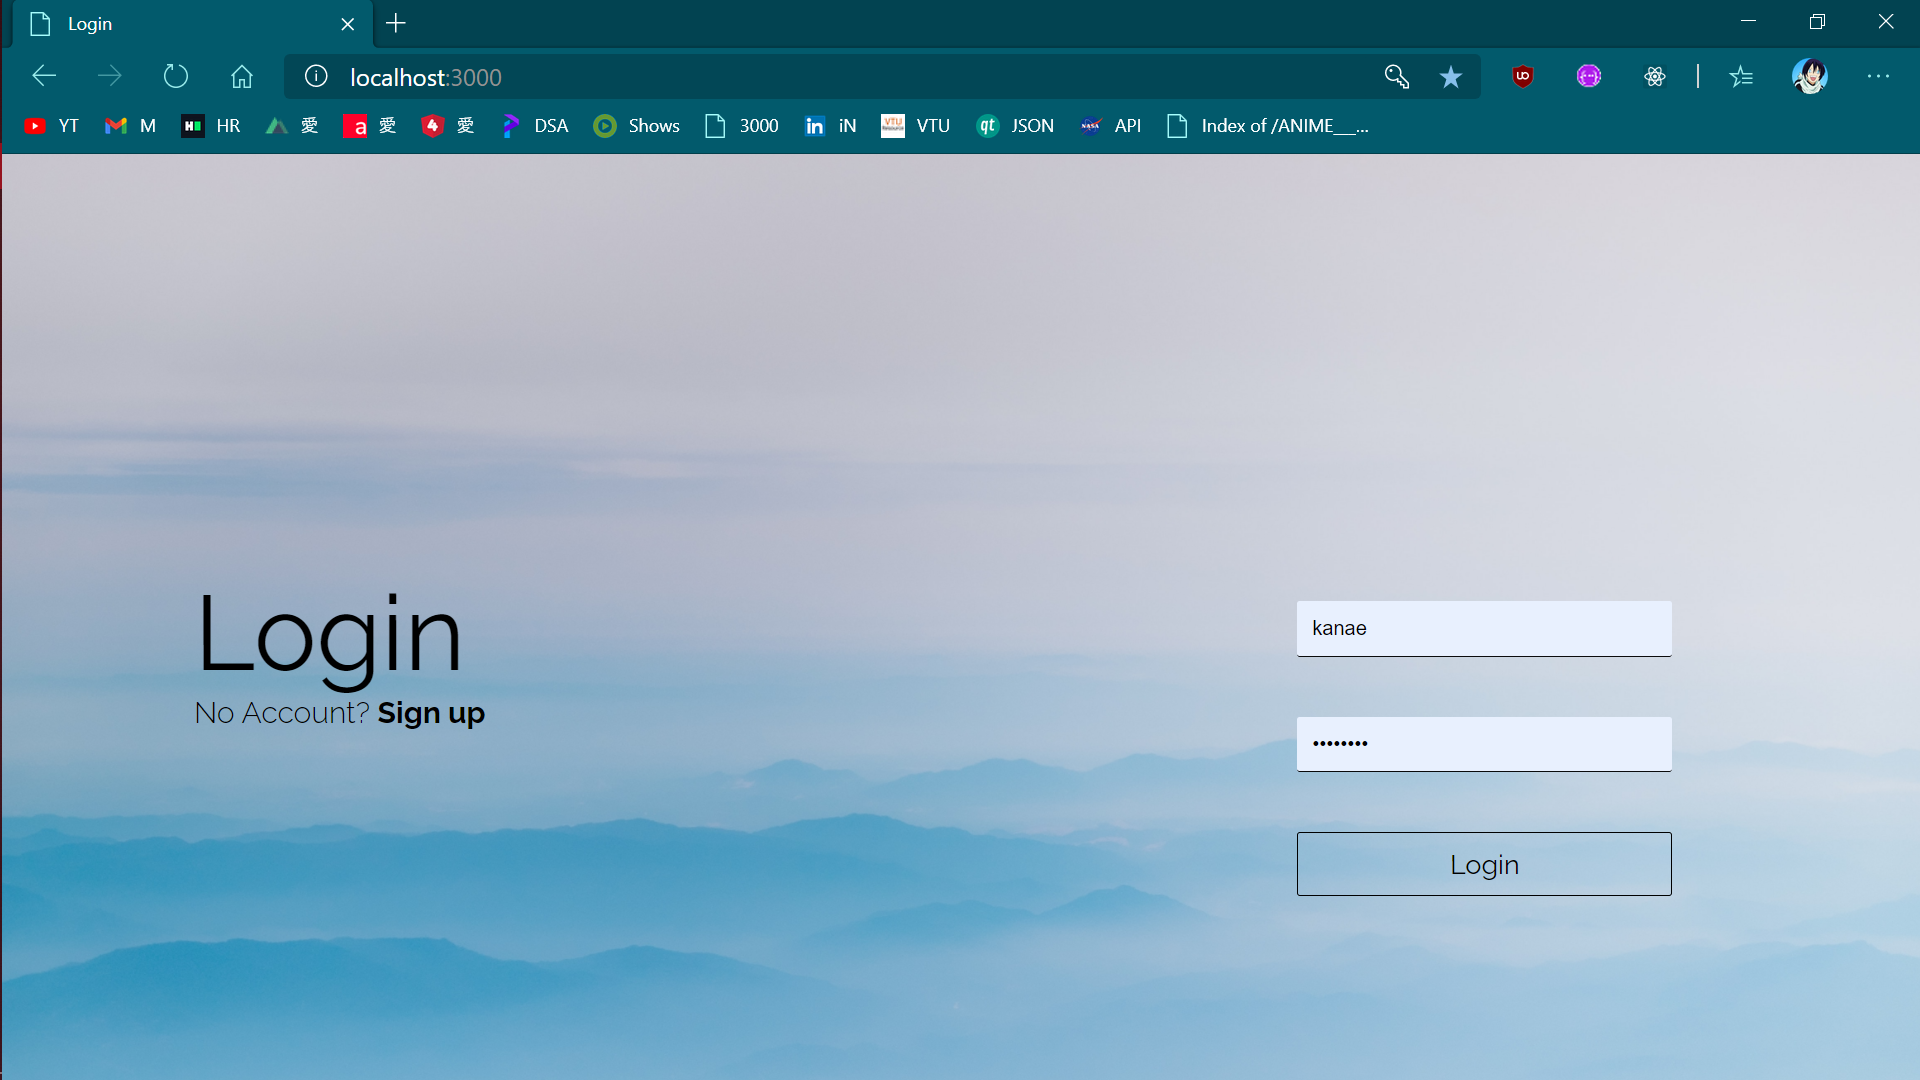 Login
localhost:3000
YT M HR 愛 愛 愛 DSA Shows 3000 iN VTU JSON API Index of /ANIME___...
Login
No Account? Sign up
kanae
••••••••
Login